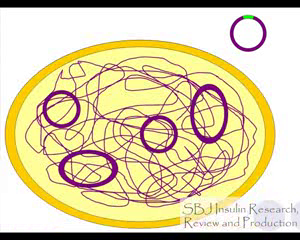 SBJ Insulin Research,
Review and Production